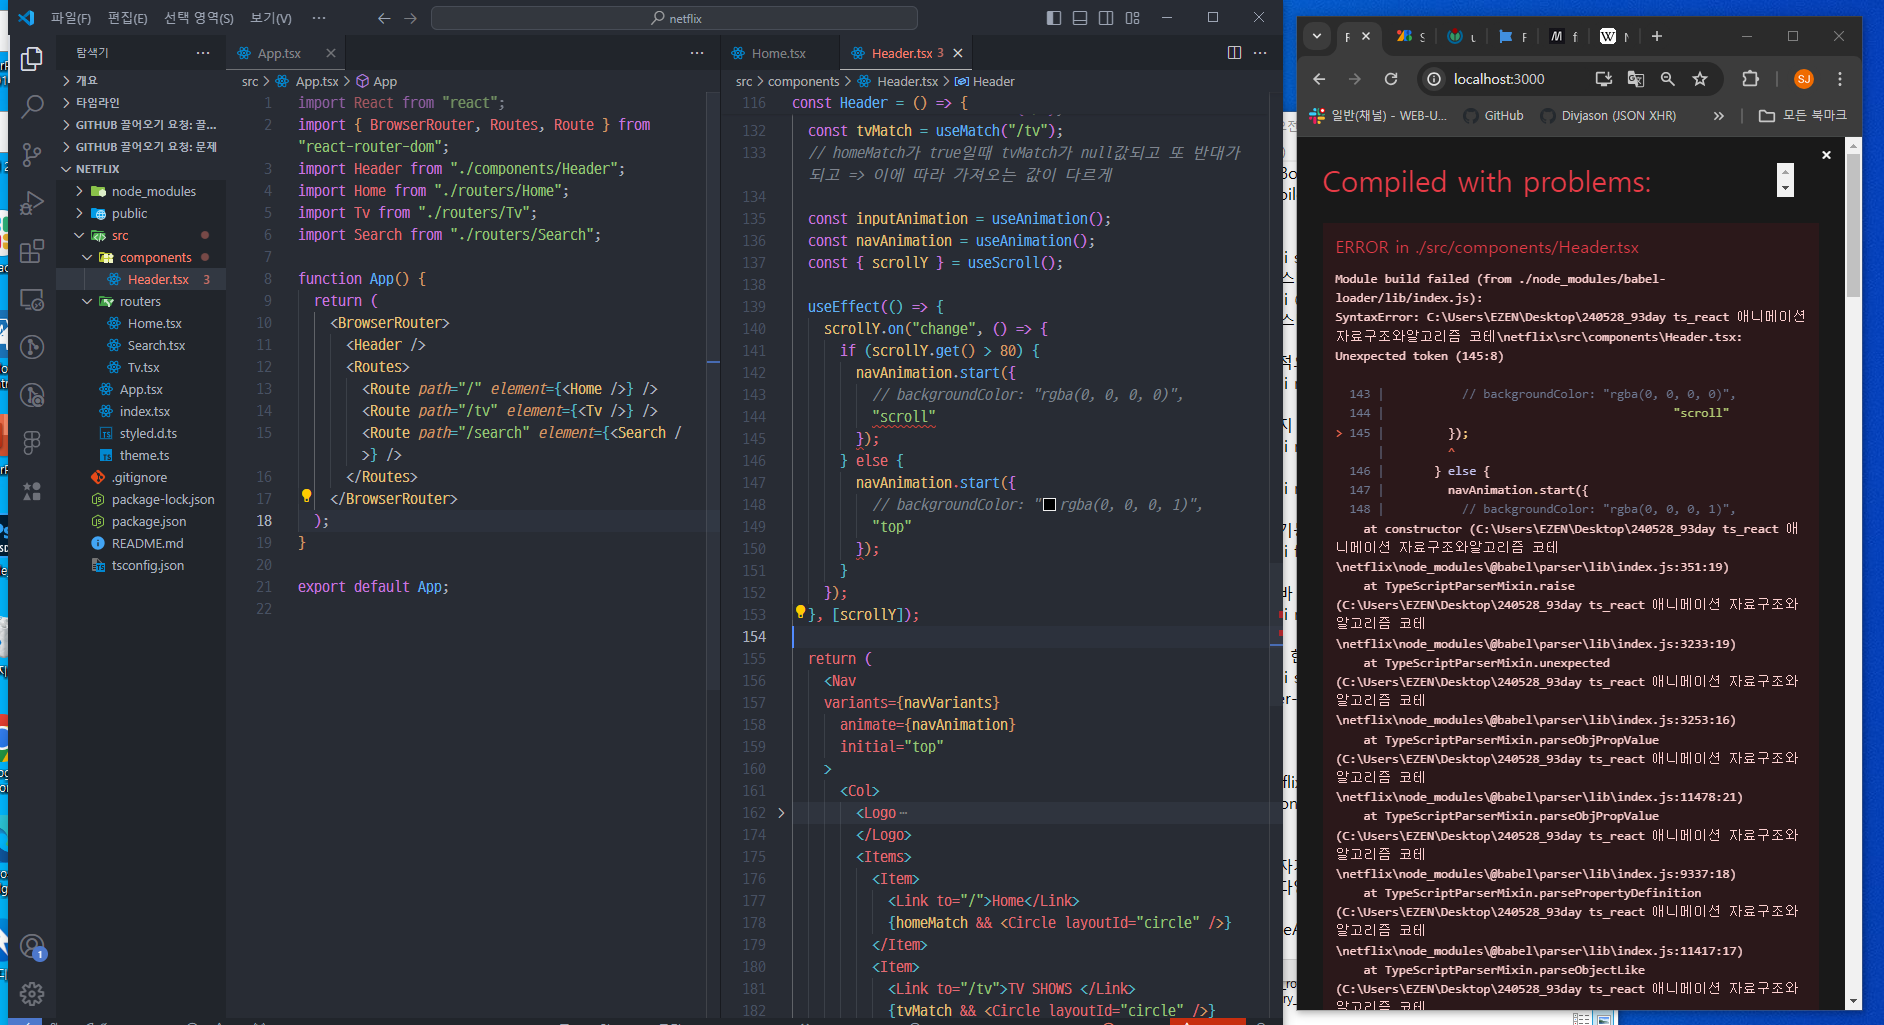 파일(F) 편집(E) 선택 영역(S) 보기(V) ··· netflix
탐색기 ···
개요
타임라인
GITHUB 끌어오기 요청: 끌...
GITHUB 끌어오기 요청: 문제
NETFLIX
node_modules
public
src
components
Header.tsx 3
routers
Home.tsx
Search.tsx
Tv.tsx
App.tsx
index.tsx
styled.d.ts
theme.ts
.gitignore
package-lock.json
package.json
README.md
tsconfig.json
1
App.tsx ···
src > App.tsx > App
1 import React from "react";
2 import { BrowserRouter, Routes, Route } from
"react-router-dom";
3 import Header from "./components/Header";
4 import Home from "./routers/Home";
5 import Tv from "./routers/Tv";
6 import Search from "./routers/Search";
7
8 function App() {
9 return (
10 <BrowserRouter>
11 <Header />
12 <Routes>
13 <Route path="/" element={<Home />} />
14 <Route path="/tv" element={<Tv />} />
15 <Route path="/search" element={<Search /
>} />
16 </Routes>
17 </BrowserRouter>
18 );
19 }
20
21 export default App;
22
Home.tsx Header.tsx 3 ···
src > components > Header.tsx > Header
116 const Header = () => {
132 const tvMatch = useMatch("/tv");
133 // homeMatch가 true일때 tvMatch가 null값되고 또 반대가
되고 => 이에 따라 가져오는 값이 다르게
134
135 const inputAnimation = useAnimation();
136 const navAnimation = useAnimation();
137 const { scrollY } = useScroll();
138
139 useEffect(() => {
140 scrollY.on("change", () => {
141 if (scrollY.get() > 80) {
142 navAnimation.start({
143 // backgroundColor: "rgba(0, 0, 0, 0)",
144 "scroll"
145 });
146 } else {
147 navAnimation.start({
148 // backgroundColor: "rgba(0, 0, 0, 1)",
149 "top"
150 });
151 }
152 });
153 }, [scrollY]);
154
155 return (
156 <Nav
157 variants={navVariants}
158 animate={navAnimation}
159 initial="top"
160 >
161 <Col>
162 <Logo ···
174 </Logo>
175 <Items>
176 <Item>
177 <Link to="/">Home</Link>
178 {homeMatch && <Circle layoutId="circle" />}
179 </Item>
180 <Item>
181 <Link to="/tv">TV SHOWS </Link>
182 {tvMatch && <Circle layoutId="circle" />}
localhost:3000 SJ
일반(채널) - WEB-U... GitHub Divjason (JSON XHR) » 모든 북마크
Compiled with problems:
ERROR in ./src/components/Header.tsx
Module build failed (from ./node_modules/babel-
loader/lib/index.js):
SyntaxError: C:\Users\EZEN\Desktop\240528_93day ts_react 애니메이션
자료구조와알고리즘 코테\netflix\src\components\Header.tsx:
Unexpected token (145:8)
143 | // backgroundColor: "rgba(0, 0, 0, 0)",
144 | "scroll"
> 145 | });
| ^
146 | } else {
147 | navAnimation.start({
148 | // backgroundColor: "rgba(0, 0, 0, 1)",
at constructor (C:\Users\EZEN\Desktop\240528_93day ts_react 애
니메이션 자료구조와알고리즘 코테
\netflix\node_modules\@babel\parser\lib\index.js:351:19)
at TypeScriptParserMixin.raise
(C:\Users\EZEN\Desktop\240528_93day ts_react 애니메이션 자료구조와
알고리즘 코테
\netflix\node_modules\@babel\parser\lib\index.js:3233:19)
at TypeScriptParserMixin.unexpected
(C:\Users\EZEN\Desktop\240528_93day ts_react 애니메이션 자료구조와
알고리즘 코테
\netflix\node_modules\@babel\parser\lib\index.js:3253:16)
at TypeScriptParserMixin.parseObjPropValue
(C:\Users\EZEN\Desktop\240528_93day ts_react 애니메이션 자료구조와
알고리즘 코테
\netflix\node_modules\@babel\parser\lib\index.js:11478:21)
at TypeScriptParserMixin.parseObjPropValue
(C:\Users\EZEN\Desktop\240528_93day ts_react 애니메이션 자료구조와
알고리즘 코테
\netflix\node_modules\@babel\parser\lib\index.js:9337:18)
at TypeScriptParserMixin.parsePropertyDefinition
(C:\Users\EZEN\Desktop\240528_93day ts_react 애니메이션 자료구조와
알고리즘 코테
\netflix\node_modules\@babel\parser\lib\index.js:11417:17)
at TypeScriptParserMixin.parseObjectLike
(C:\Users\EZEN\Desktop\240528_93day ts_react 애니메이션 자료구조와
알고리즘 코테